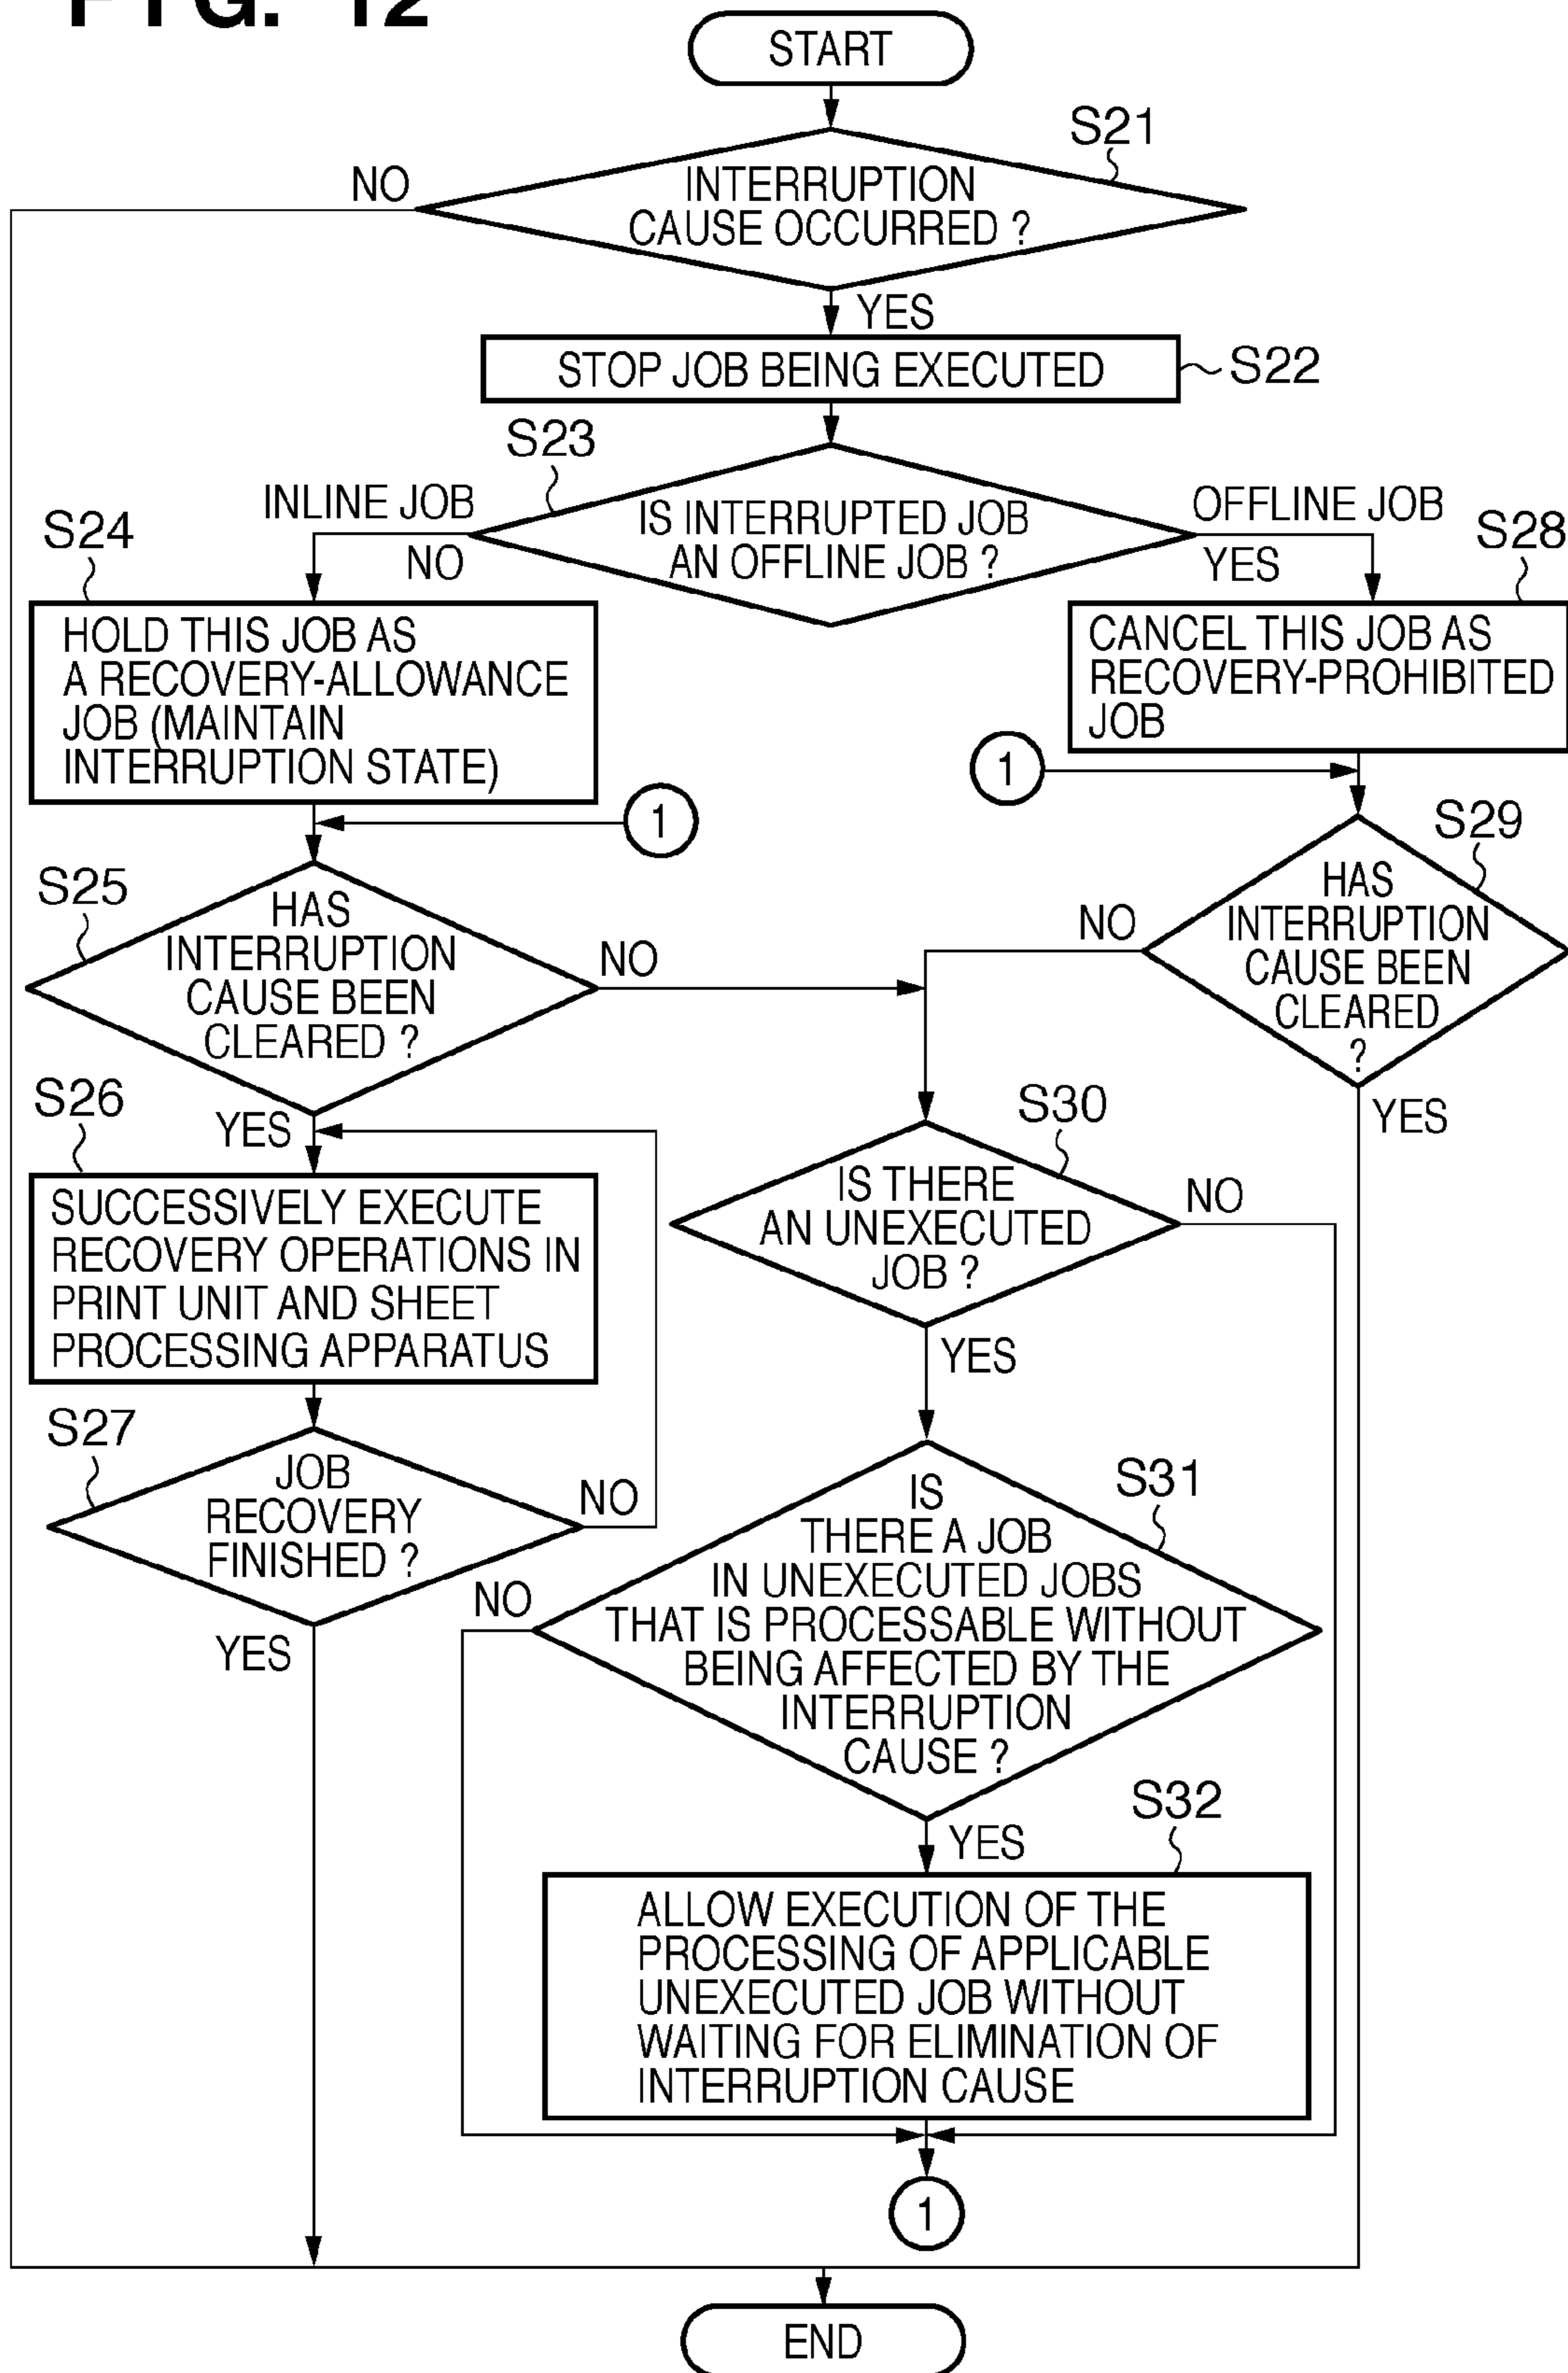 FIG. 12
START
S21
NO
INTERRUPTION
CAUSE OCCURRED ?
YES
STOP JOB BEING EXECUTED
S22
S23
INLINE JOB
NO
IS INTERRUPTED JOB
AN OFFLINE JOB ?
OFFLINE JOB
YES
S24
HOLD THIS JOB AS
A RECOVERY-ALLOWANCE
JOB (MAINTAIN
INTERRUPTION STATE)
S28
CANCEL THIS JOB AS
RECOVERY-PROHIBITED
JOB
1
1
S25
HAS
INTERRUPTION
CAUSE BEEN
CLEARED ?
NO
YES
S29
HAS
INTERRUPTION
CAUSE BEEN
CLEARED
?
NO
YES
S26
SUCCESSIVELY EXECUTE
RECOVERY OPERATIONS IN
PRINT UNIT AND SHEET
PROCESSING APPARATUS
S30
IS THERE
AN UNEXECUTED
JOB ?
NO
YES
S27
JOB
RECOVERY
FINISHED ?
NO
YES
S31
IS
THERE A JOB
IN UNEXECUTED JOBS
THAT IS PROCESSABLE WITHOUT
BEING AFFECTED BY THE
INTERRUPTION
CAUSE ?
NO
YES
S32
ALLOW EXECUTION OF THE
PROCESSING OF APPLICABLE
UNEXECUTED JOB WITHOUT
WAITING FOR ELIMINATION OF
INTERRUPTION CAUSE
1
END